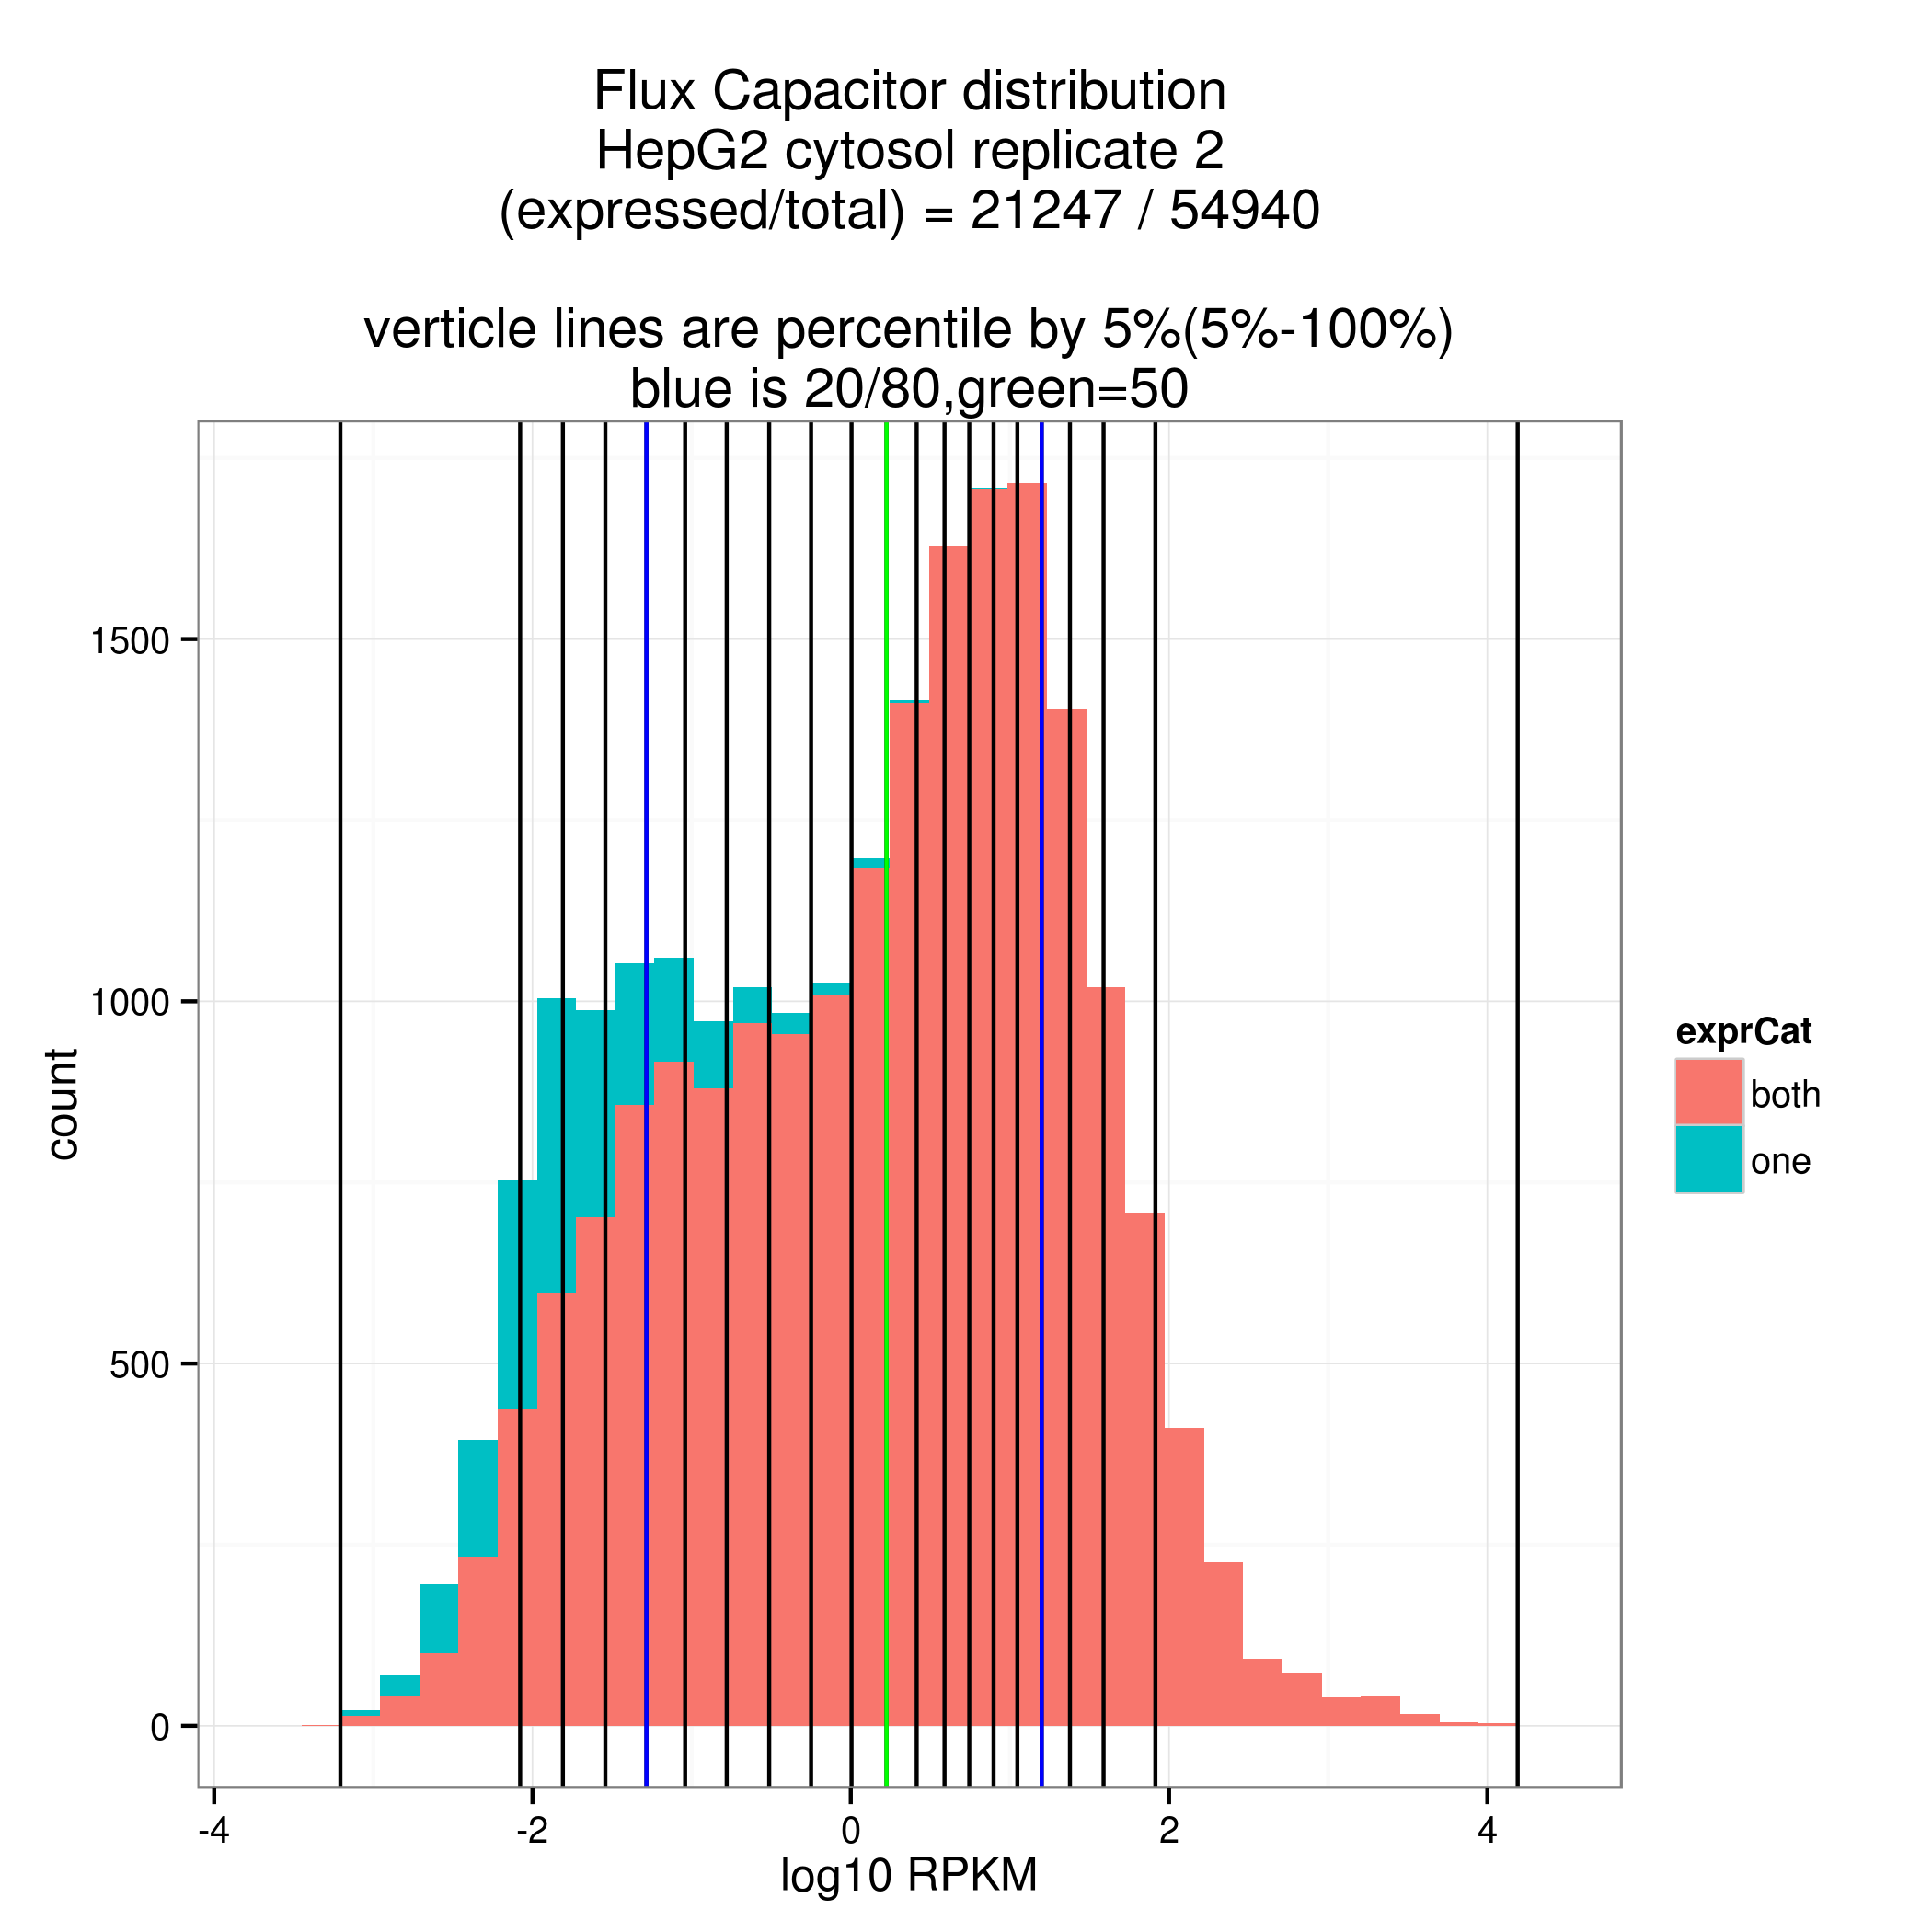 Flux Capacitor distribution
HepG2 cytosol replicate 2
(expressed/total) = 21247 / 54940
verticle lines are percentile by 5%(5%-100%)
blue is 20/80,green=50
1500
1000
500
0
count
-4 -2 0 2 4
log10 RPKM
exprCat
both
one